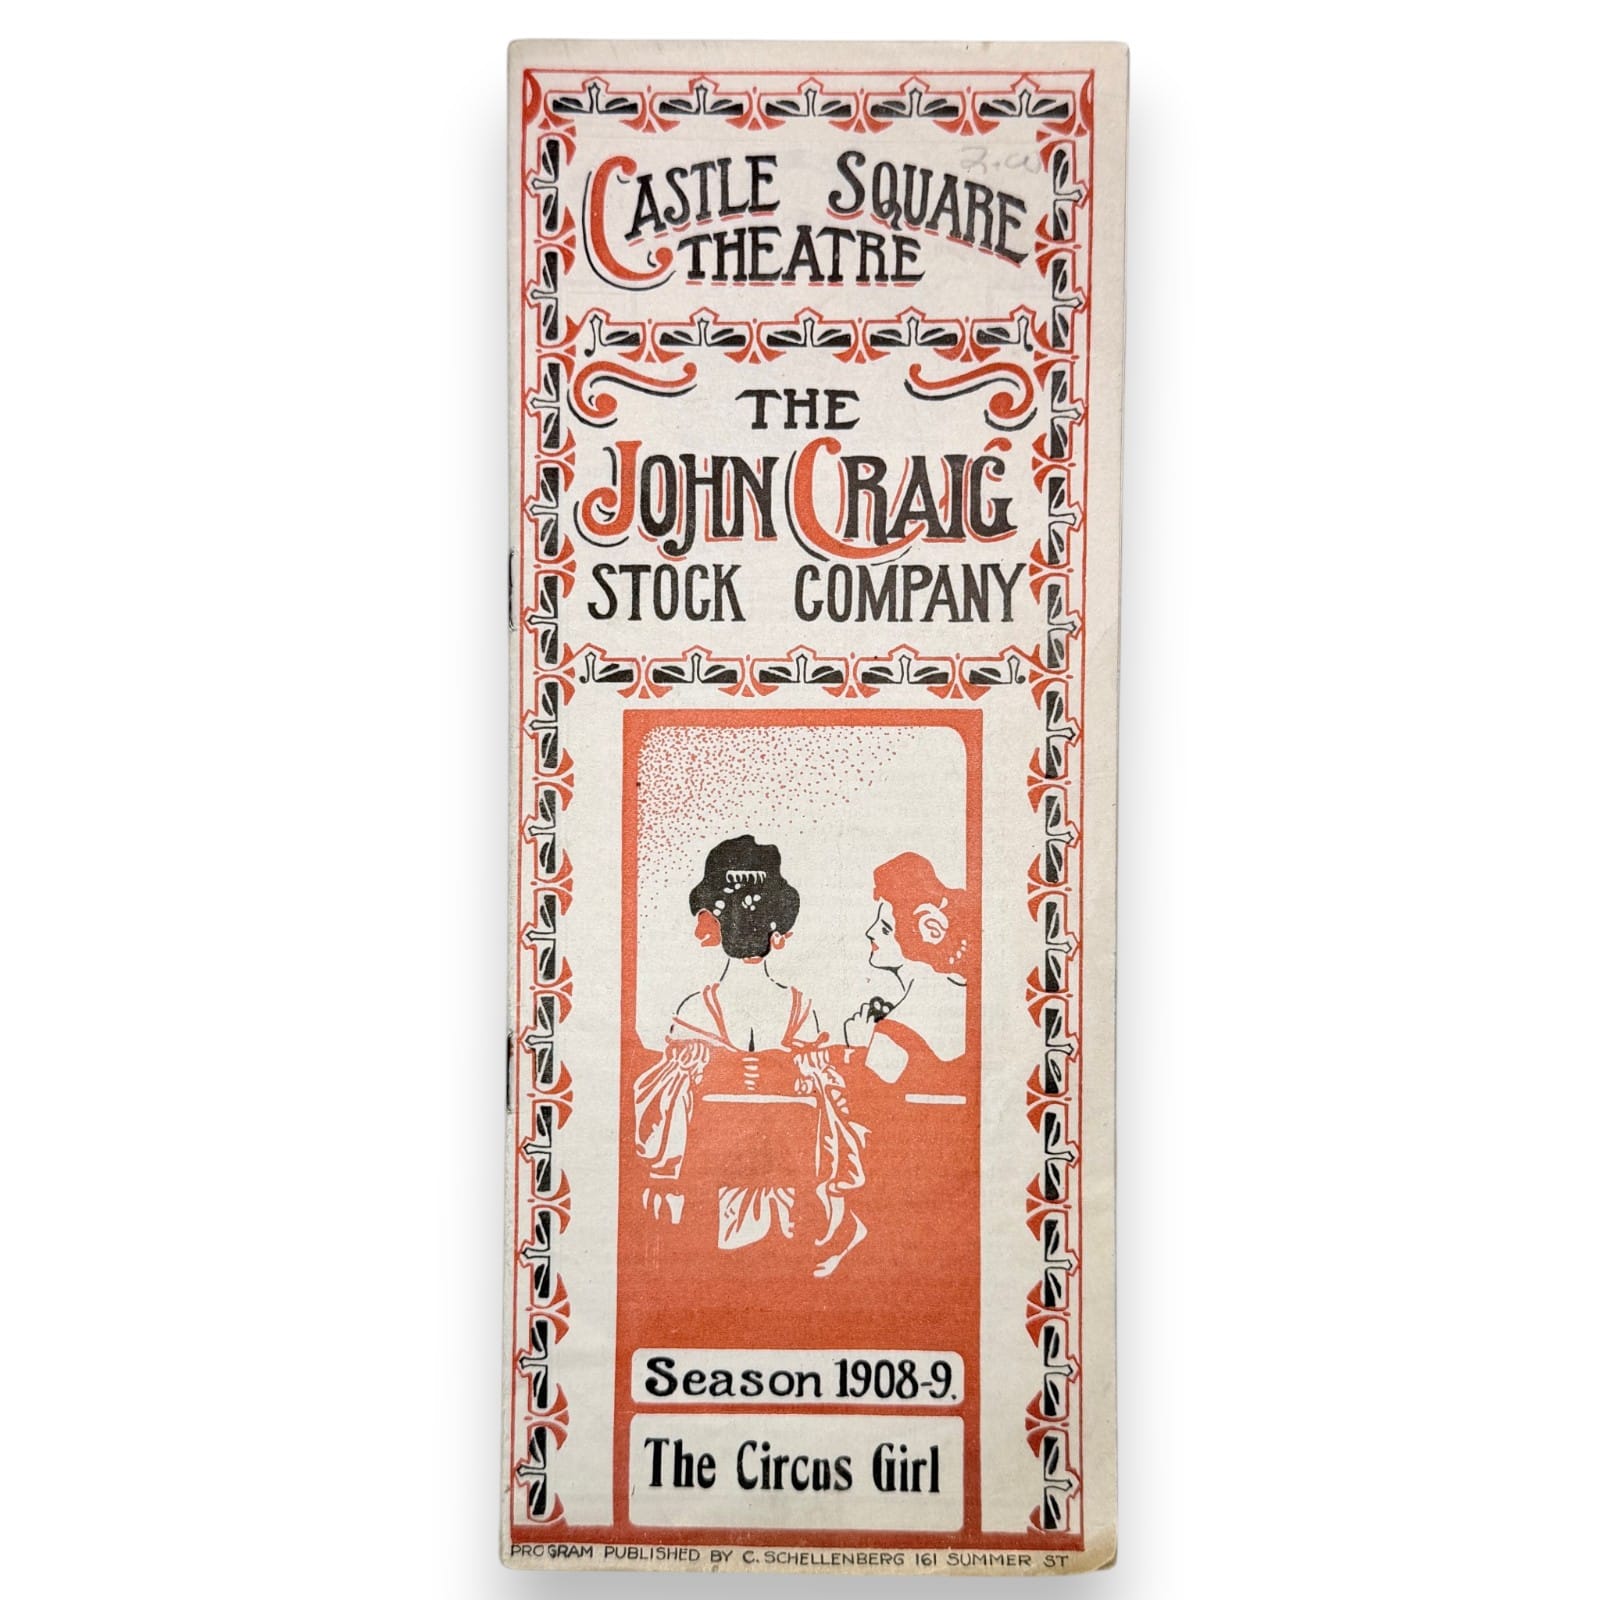 CASTLE SQUARE
THEATRE
THE
JOHN CRAIG
STOCK COMPANY
Season 1908-9.
The Circus Girl
PROGRAM PUBLISHED BY C. SCHELLENBERG 161 SUMMER ST